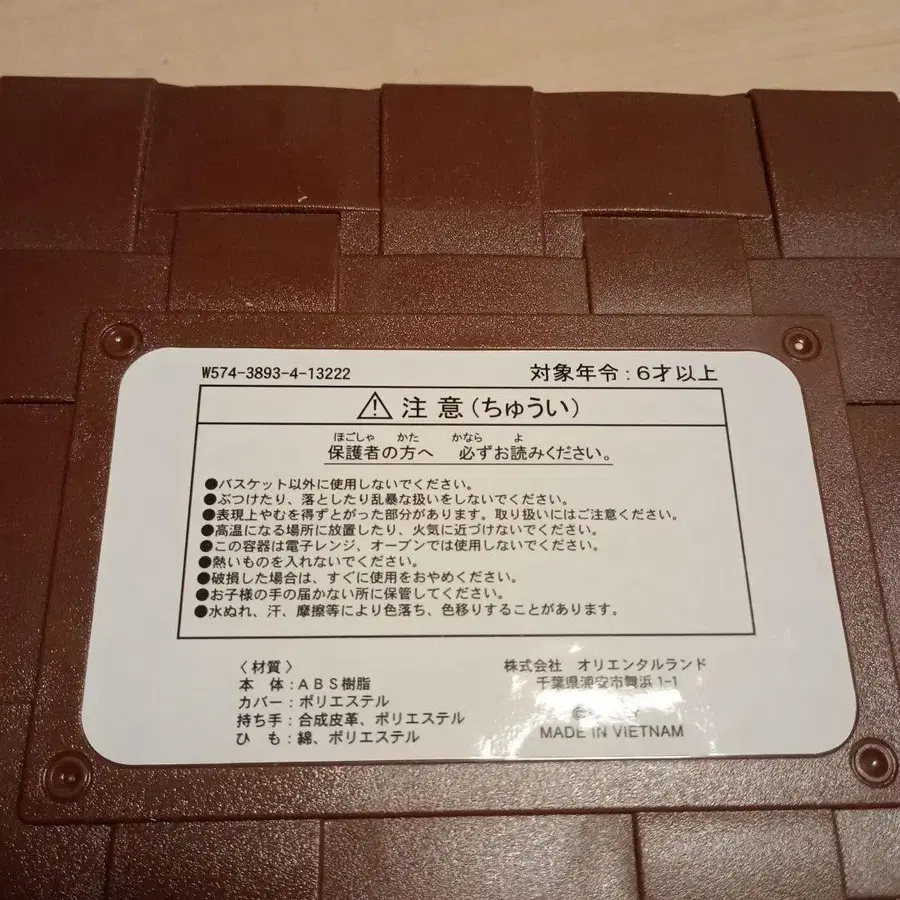 W574-3893-4-13222
対象年令：6才以上
⚠注意(ちゅうい)
ほごしゃ かた かなら よ
保護者の方へ 必ずお読みください。
●バスケット以外に使用しないでください。
●ぶつけたり、落としたり乱暴な扱いをしないでください。
●表現上やむを得ずとがった部分があります。取り扱いにはご注意ください。
●高温になる場所に放置したり、火気に近づけないでください。
●この容器は電子レンジ、オーブンでは使用しないでください。
●熱いものを入れないでください。
●破損した場合は、すぐに使用をおやめください。
●お子様の手の届かない所に保管してください。
●水ぬれ、汗、摩擦等により色落ち、色移りすることがあります。
〈材質〉
本 体：ABS樹脂
カバー：ポリエステル
持ち手：合成皮革、ポリエステル
ひ も：綿、ポリエステル
株式会社 オリエンタルランド
千葉県浦安市舞浜1-1
©
MADE IN VIETNAM